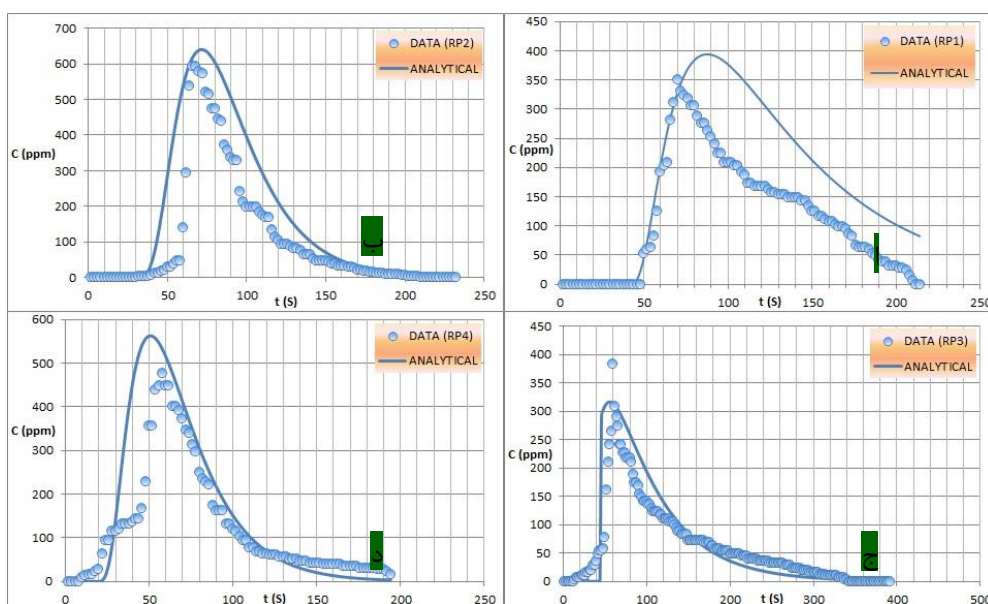 700
600
500
400
300
200
100
0
C (ppm)
0 50 100 150 200 250
t (S)
DATA (RP2)
ANALYTICAL
450
400
350
300
250
200
150
100
50
0
C (ppm)
0 50 100 150 200 250
t (S)
DATA (RP1)
ANALYTICAL
600
500
400
300
200
100
0
C (ppm)
0 50 100 150 200 250
t (S)
DATA (RP4)
ANALYTICAL
450
400
350
300
250
200
150
100
50
0
C (ppm)
0 100 200 300 400 500
t (S)
DATA (RP3)
ANALYTICAL